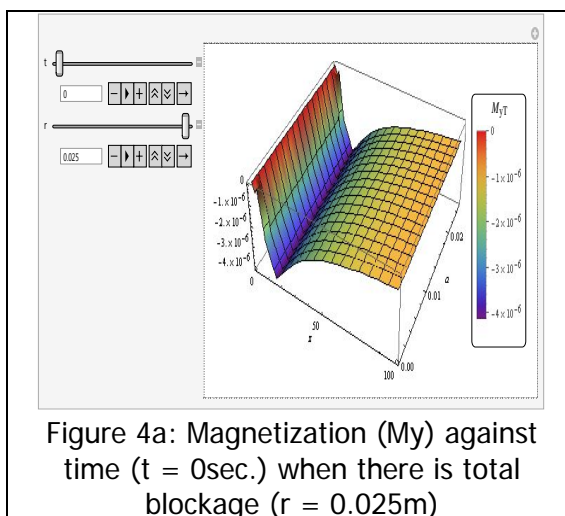 t
0
r
0.025
MyT
0
-1.×10-6
-2.×10-6
-3.×10-6
-4.×10-6
0
50
x
100
0.00
0.01
a
0.02
0
-1×10-6
-2×10-6
-3×10-6
-4×10-6
Figure 4a: Magnetization (My) against
time (t = 0sec.) when there is total
blockage (r = 0.025m)